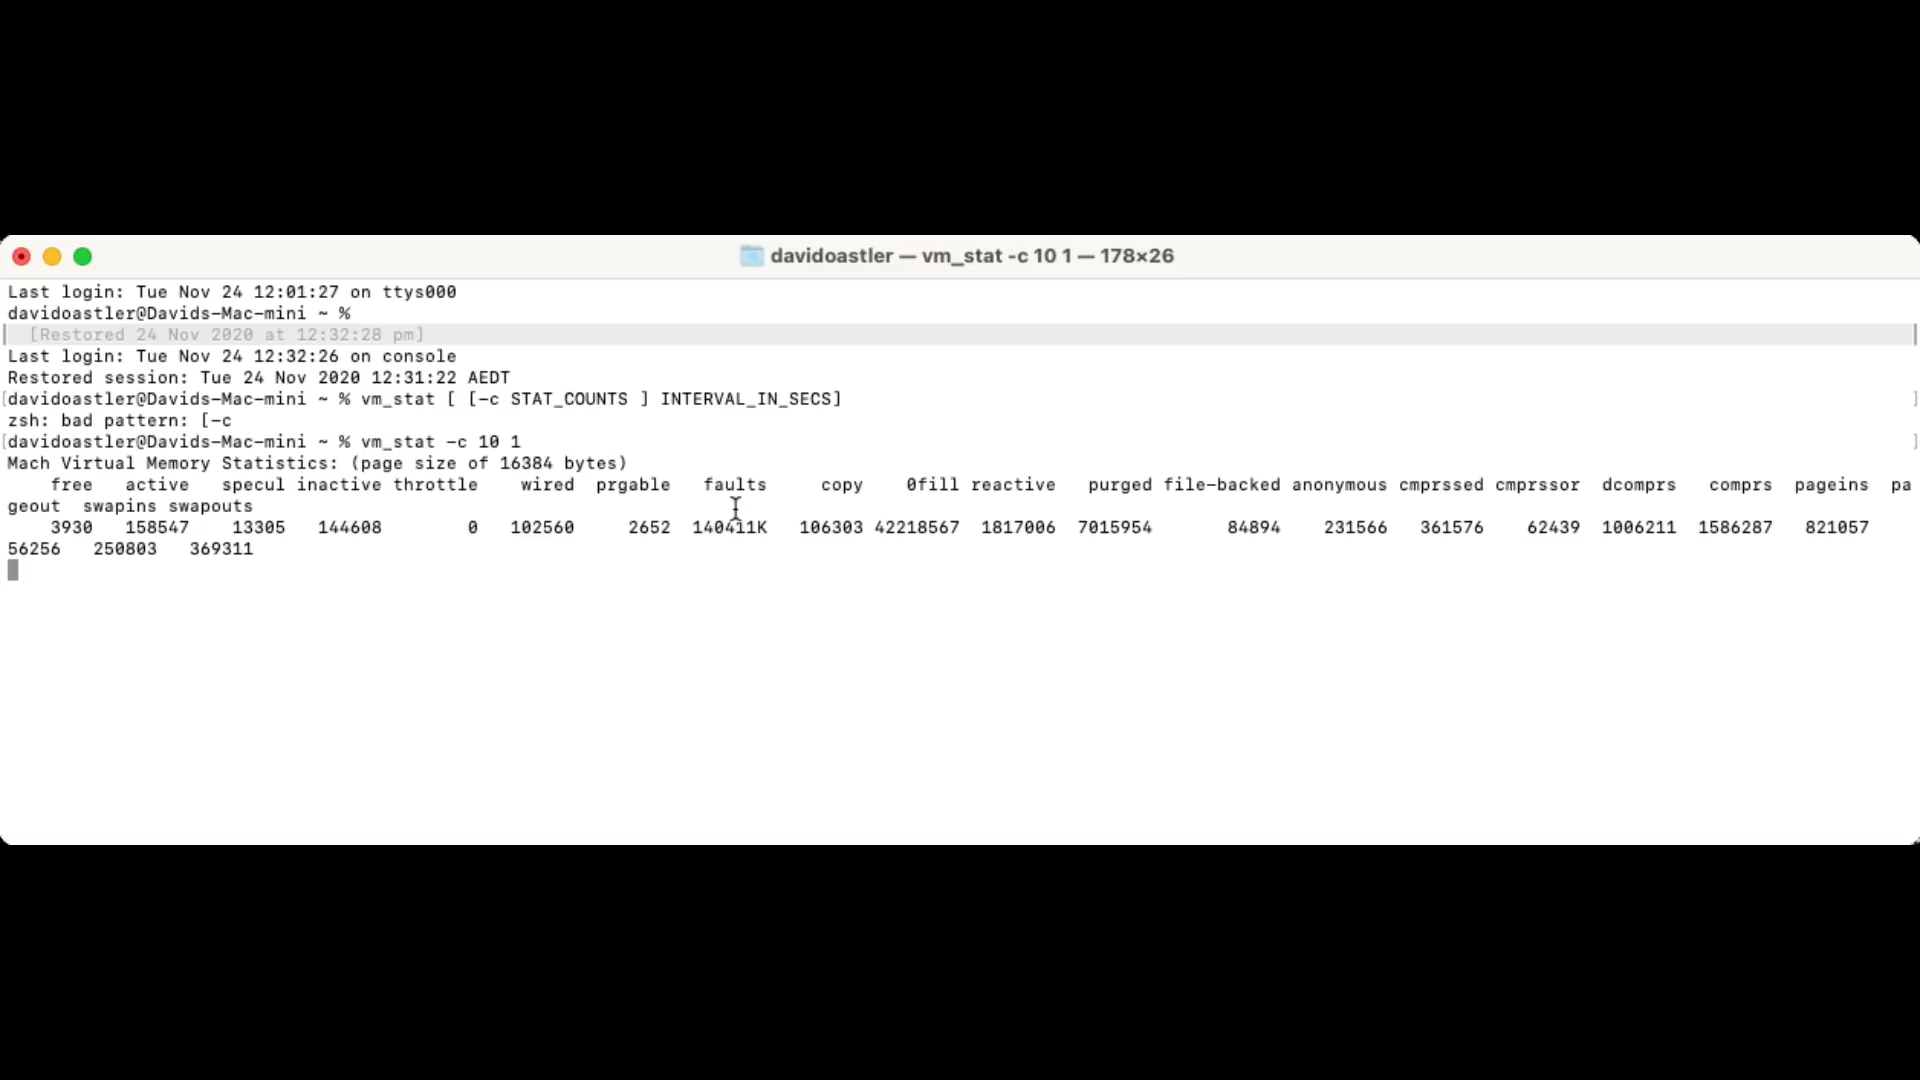 davidoastler — vm_stat -c 10 1 — 178×26
Last login: Tue Nov 24 12:01:27 on ttys000
davidoastler@Davids-Mac-mini ~ %
[Restored 24 Nov 2020 at 12:32:28 pm]
Last login: Tue Nov 24 12:32:26 on console
Restored session: Tue 24 Nov 2020 12:31:22 AEDT
[davidoastler@Davids-Mac-mini ~ % vm_stat [ [-c STAT_COUNTS ] INTERVAL_IN_SECS] ]
zsh: bad pattern: [-c
[davidoastler@Davids-Mac-mini ~ % vm_stat -c 10 1 ]
Mach Virtual Memory Statistics: (page size of 16384 bytes)
free active specul inactive throttle wired prgable faults copy 0fill reactive purged file-backed anonymous cmprssed cmprssor dcomprs comprs pageins pa
geout swapins swapouts
3930 158547 13305 144608 0 102560 2652 140411K 106303 42218567 1817006 7015954 84894 231566 361576 62439 1006211 1586287 821057
56256 250803 369311